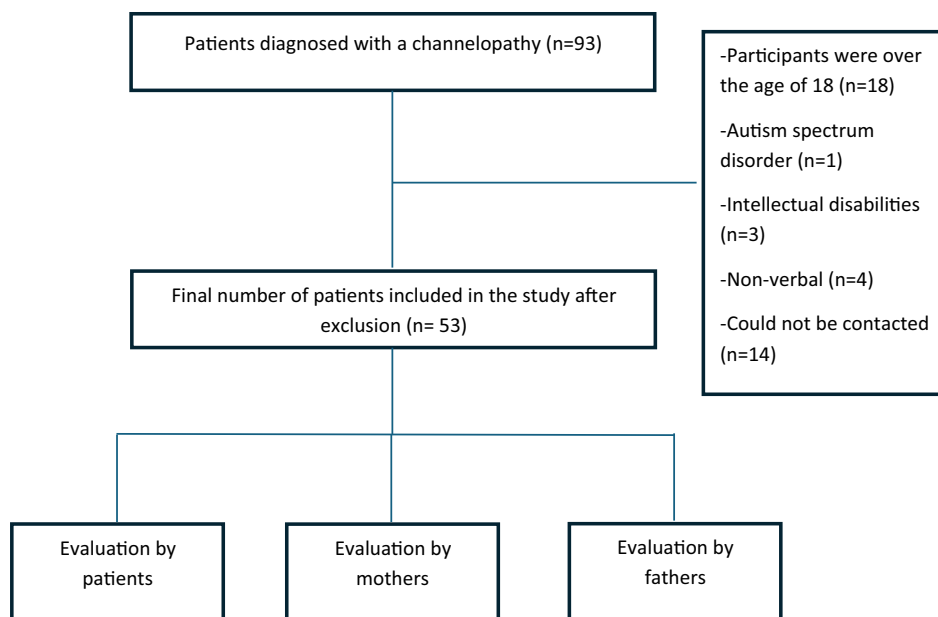 Patients diagnosed with a channelopathy (n=93)
-Participants were over
the age of 18 (n=18)
-Autism spectrum
disorder (n=1)
-Intellectual disabilities
(n=3)
-Non-verbal (n=4)
-Could not be contacted
(n=14)
Final number of patients included in the study after
exclusion (n= 53)
Evaluation by
patients
Evaluation by
mothers
Evaluation by
fathers